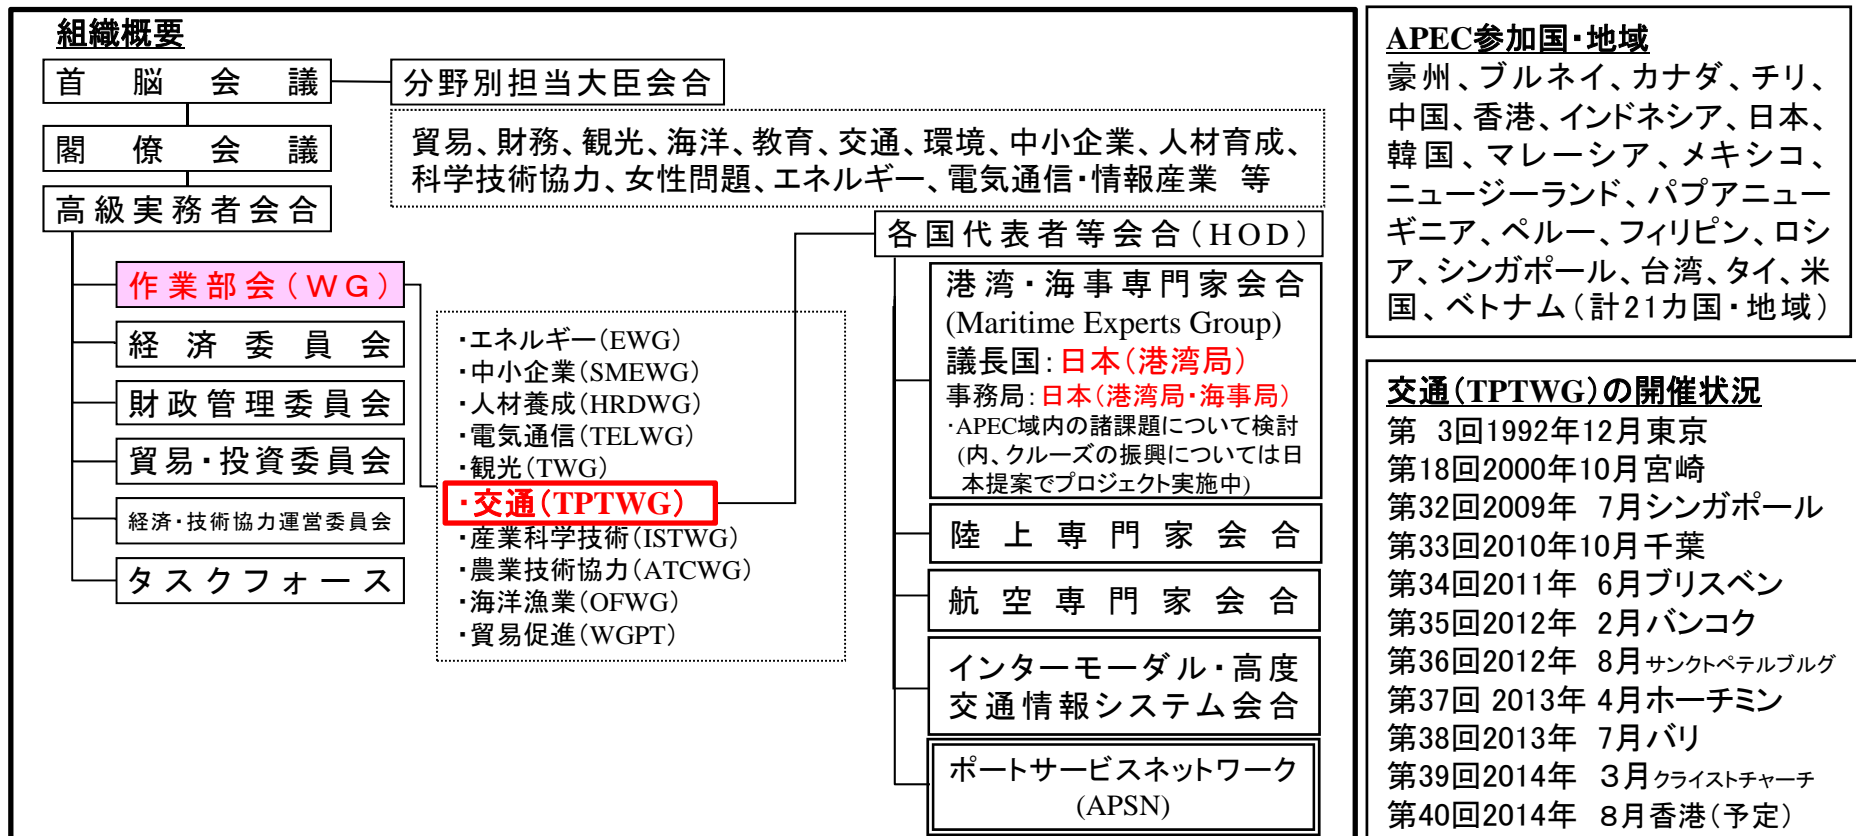 組織概要
首脳会議
分野別担当大臣会合
閣僚会議
貿易、財務、観光、海洋、教育、交通、環境、中小企業、人材育成、
科学技術協力、女性問題、エネルギー、電気通信・情報産業 等
高級実務者会合
作業部会(WG)
経済委員会
財政管理委員会
貿易・投資委員会
経済・技術協力運営委員会
タスクフォース
・エネルギー(EWG)
・中小企業(SMEWG)
・人材養成(HRDWG)
・電気通信(TELWG)
・観光(TWG)
・交通(TPTWG)
・産業科学技術(ISTWG)
・農業技術協力(ATCWG)
・海洋漁業(OFWG)
・貿易促進(WGPT)
各国代表者等会合(HOD)
港湾・海事専門家会合
(Maritime Experts Group)
議長国:日本(港湾局)
事務局:日本(港湾局・海事局)
・APEC域内の諸課題について検討
(内、クルーズの振興については日
本提案でプロジェクト実施中)
陸上専門家会合
航空専門家会合
インターモーダル・高度
交通情報システム会合
ポートサービスネットワーク
(APSN)
APEC参加国・地域
豪州、ブルネイ、カナダ、チリ、
中国、香港、インドネシア、日本、
韓国、マレーシア、メキシコ、
ニュージーランド、パプアニュー
ギニア、ペルー、フィリピン、ロシ
ア、シンガポール、台湾、タイ、米
国、ベトナム(計21カ国・地域)
交通(TPTWG)の開催状況
第 3回1992年12月東京
第18回2000年10月宮崎
第32回2009年 7月シンガポール
第33回2010年10月千葉
第34回2011年 6月ブリスベン
第35回2012年 2月バンコク
第36回2012年 8月サンクトペテルブルグ
第37回 2013年 4月ホーチミン
第38回2013年 7月バリ
第39回2014年 3月クライストチャーチ
第40回2014年 8月香港(予定)